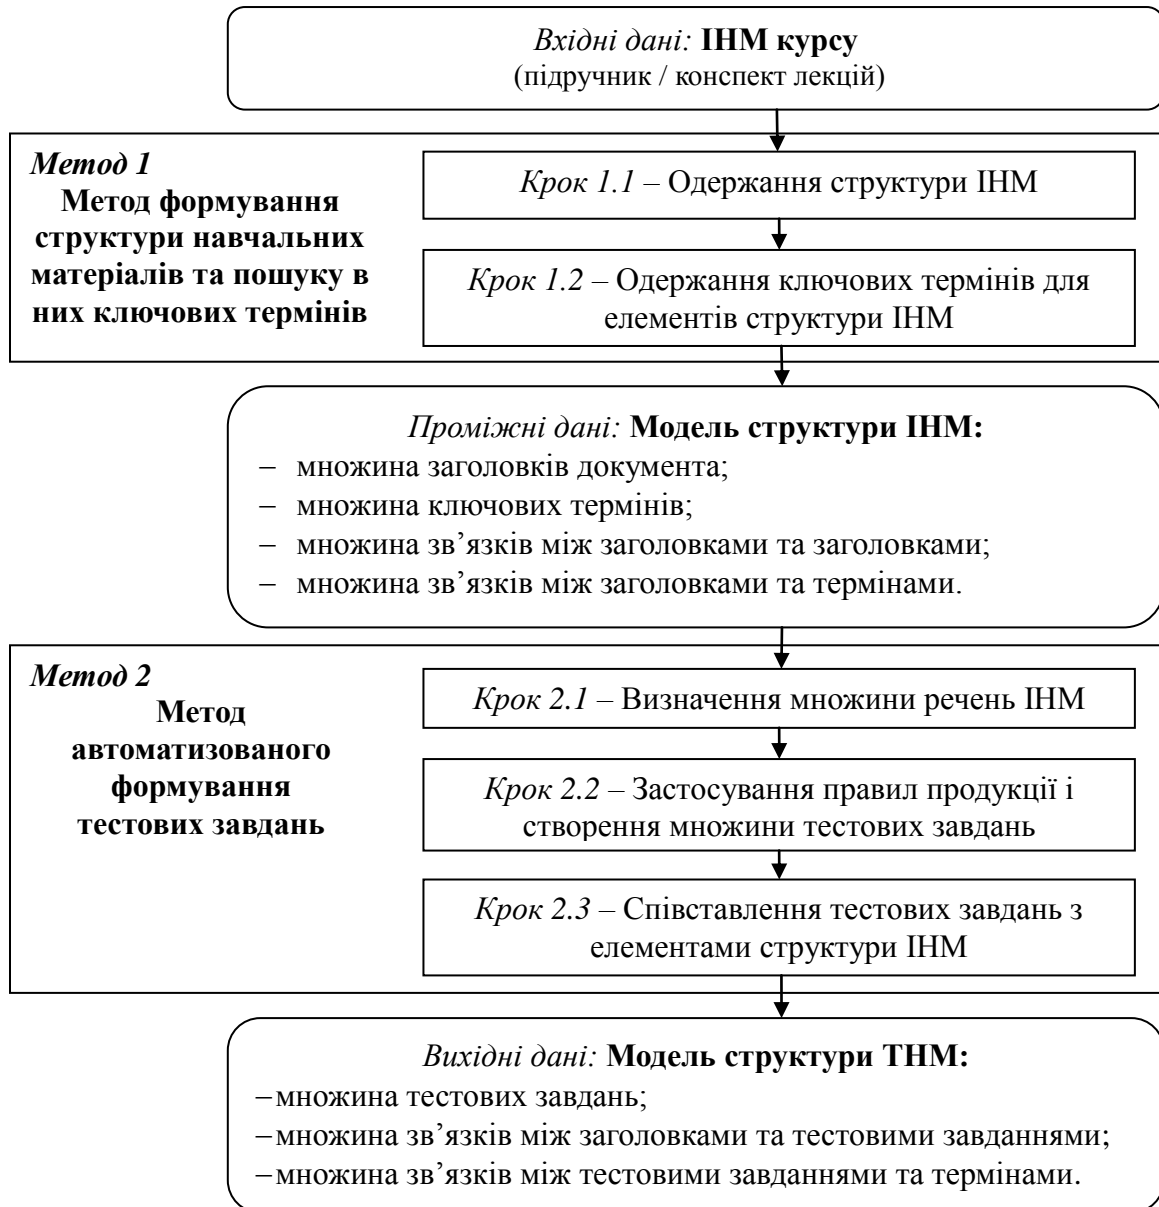 Вхідні дані: ІНМ курсу
(підручник / конспект лекцій)
Метод 1
Метод формування
структури навчальних
матеріалів та пошуку в
них ключових термінів
Крок 1.1 – Одержання структури ІНМ
Крок 1.2 – Одержання ключових термінів для
елементів структури ІНМ
Проміжні дані: Модель структури ІНМ:
– множина заголовків документа;
– множина ключових термінів;
– множина зв’язків між заголовками та заголовками;
– множина зв’язків між заголовками та термінами.
Метод 2
Метод
автоматизованого
формування
тестових завдань
Крок 2.1 – Визначення множини речень ІНМ
Крок 2.2 – Застосування правил продукції і
створення множини тестових завдань
Крок 2.3 – Співставлення тестових завдань з
елементами структури ІНМ
Вихідні дані: Модель структури ТНМ:
–множина тестових завдань;
–множина зв’язків між заголовками та тестовими завданнями;
–множина зв’язків між тестовими завданнями та термінами.